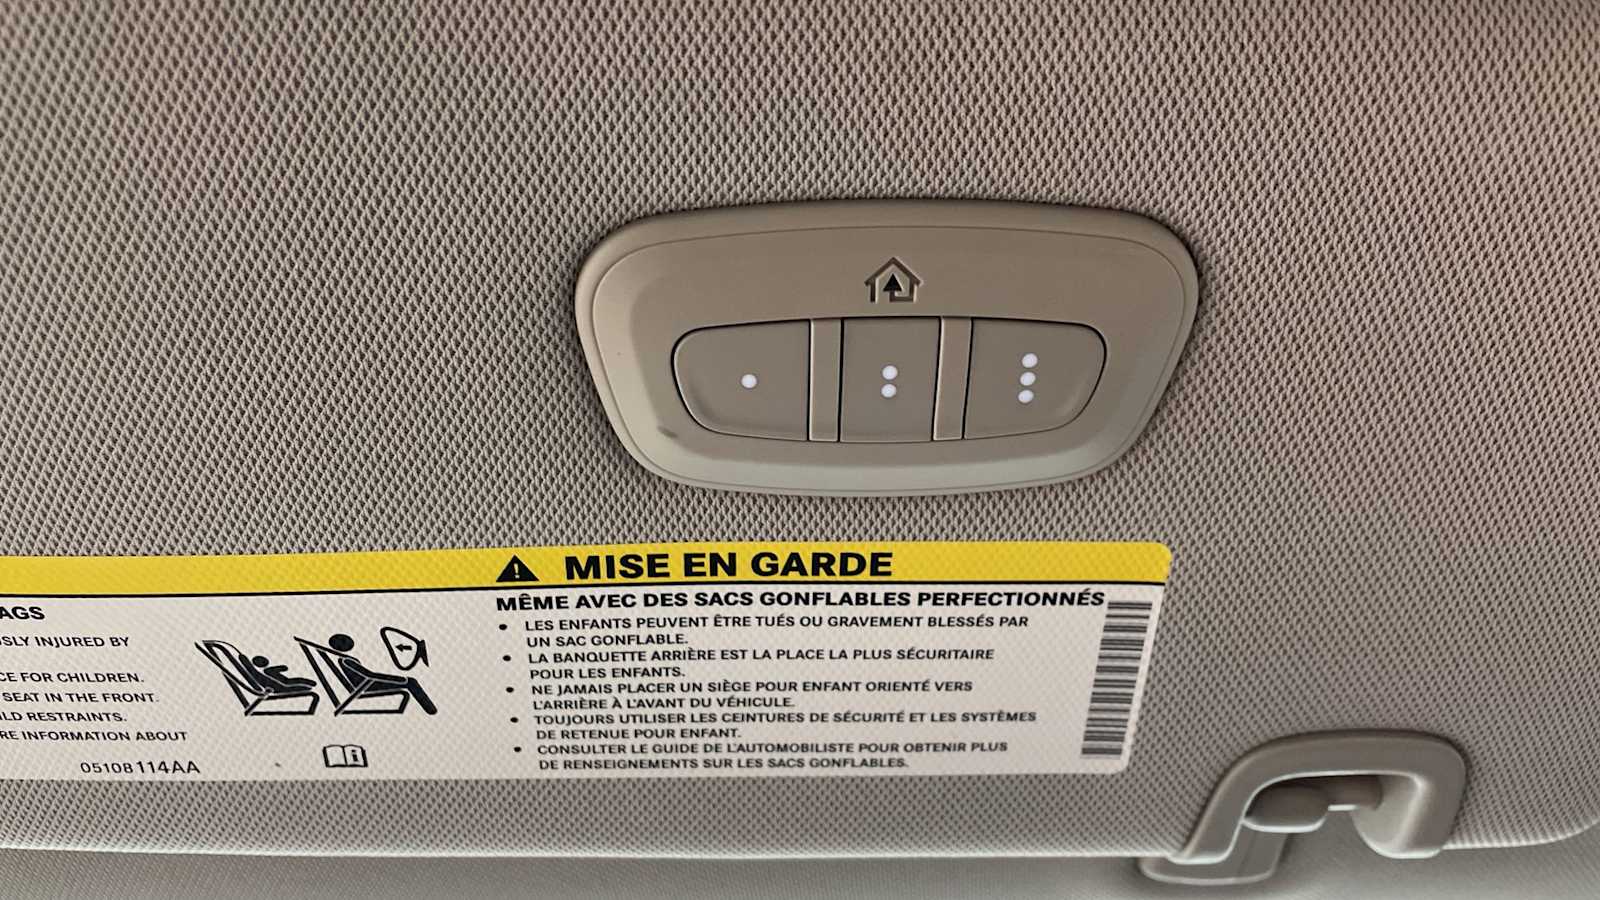 MISE EN GARDE
AGS
SLY INJURED BY
CE FOR CHILDREN.
SEAT IN THE FRONT.
LD RESTRAINTS.
RE INFORMATION ABOUT
05108114AA
MÊME AVEC DES SACS GONFLABLES PERFECTIONNÉS
• LES ENFANTS PEUVENT ÊTRE TUÉS OU GRAVEMENT BLESSÉS PAR
UN SAC GONFLABLE.
• LA BANQUETTE ARRIÈRE EST LA PLACE LA PLUS SÉCURITAIRE
POUR LES ENFANTS.
• NE JAMAIS PLACER UN SIÈGE POUR ENFANT ORIENTÉ VERS
L'ARRIÈRE À L'AVANT DU VÉHICULE.
• TOUJOURS UTILISER LES CEINTURES DE SÉCURITÉ ET LES SYSTÈMES
DE RETENUE POUR ENFANT.
• CONSULTER LE GUIDE DE L'AUTOMOBILISTE POUR OBTENIR PLUS
DE RENSEIGNEMENTS SUR LES SACS GONFLABLES.